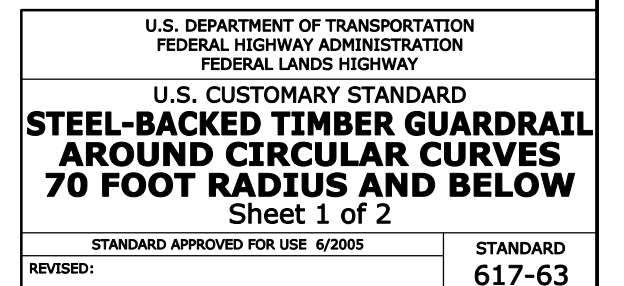 U.S. DEPARTMENT OF TRANSPORTATION
FEDERAL HIGHWAY ADMINISTRATION
FEDERAL LANDS HIGHWAY
U.S. CUSTOMARY STANDARD
STEEL-BACKED TIMBER GUARDRAIL
AROUND CIRCULAR CURVES
70 FOOT RADIUS AND BELOW
Sheet 1 of 2
STANDARD APPROVED FOR USE 6/2005
REVISED:
STANDARD
617-63